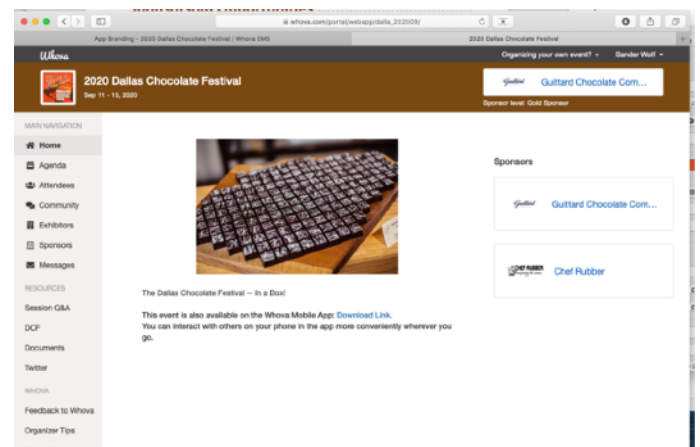 whova.com/portal/webapp/dalla_202009/
App Branding - 2020 Dallas Chocolate Festival | Whova EMS
2020 Dallas Chocolate Festival
Whova
Organizing your own event?
Gander Wolf
2020 Dallas Chocolate Festival
Sep 11 - 13, 2020
Guittard
Guittard Chocolate Com...
Sponsor level: Gold Sponsor
MAIN NAVIGATION
Home
Agenda
Attendees
Community
Exhibitors
Sponsors
Messages
RESOURCES
Session Q&A
DCF
Documents
Twitter
WHOVA
Feedback to Whova
Organizer Tips
The Dallas Chocolate Festival -- In a Box!
This event is also available on the Whova Mobile App: Download Link.
You can interact with others on your phone in the app more conveniently wherever you
go.
Sponsors
Guittard
Guittard Chocolate Com...
CHEF RUBBER
Chef Rubber